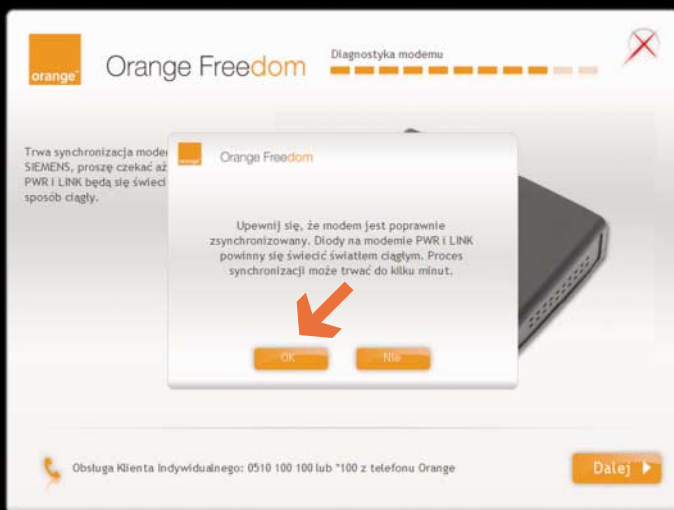 orange™
Orange Freedom
Diagnostyka modemu
Trwa synchronizacja
SIEMENS, proszę czekać aż
PWR i LINK będą się
sposób ciągły.
orange
Orange Freedom
Upewnij się, że modem jest poprawnie
zsynchronizowany. Diody na modemie PWR i LINK
powinny się świecić światłem ciągłym. Proces
synchronizacji może trwać do kilku minut.
OK
Nie
Obsługa Klienta Indywidualnego: 0510 100 100 lub *100 z telefonu Orange
Dalej